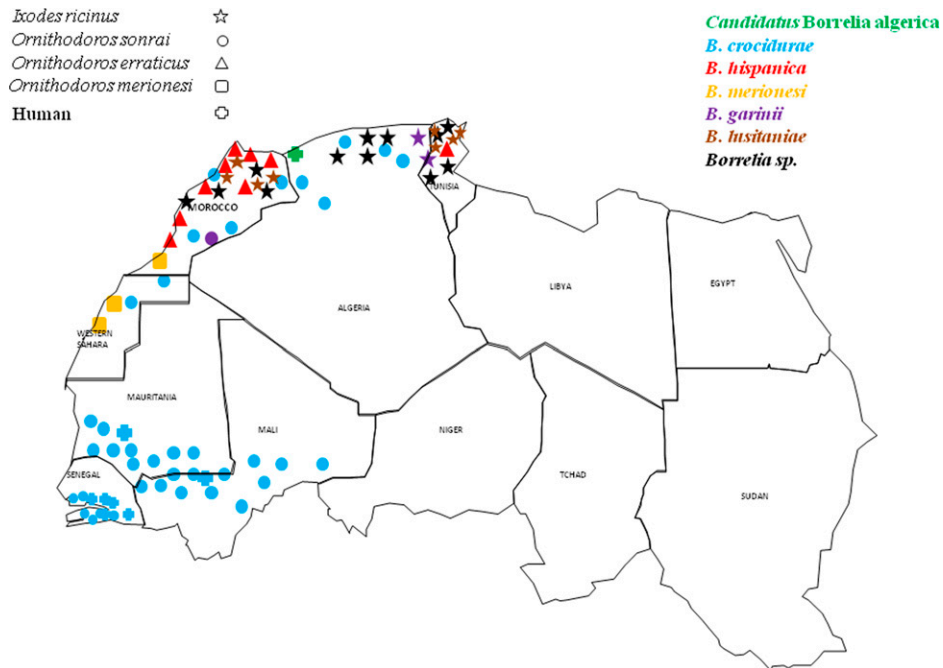 Ixodes ricinus
Ornithodoros sonrai
Ornithodoros erraticus
Ornithodoros merionesi
Human
Candidatus Borrelia algerica
B. crocidurae
B. hispanica
B. merionesi
B. garinii
B. lusitaniae
Borrelia sp.
TUNISIA
MOROCCO
LIBYA
EGYPT
ALGERIA
WESTERN
SAHARA
MAURITANIA
MALI
NIGER
SENEGAL
TCHAD
SUDAN